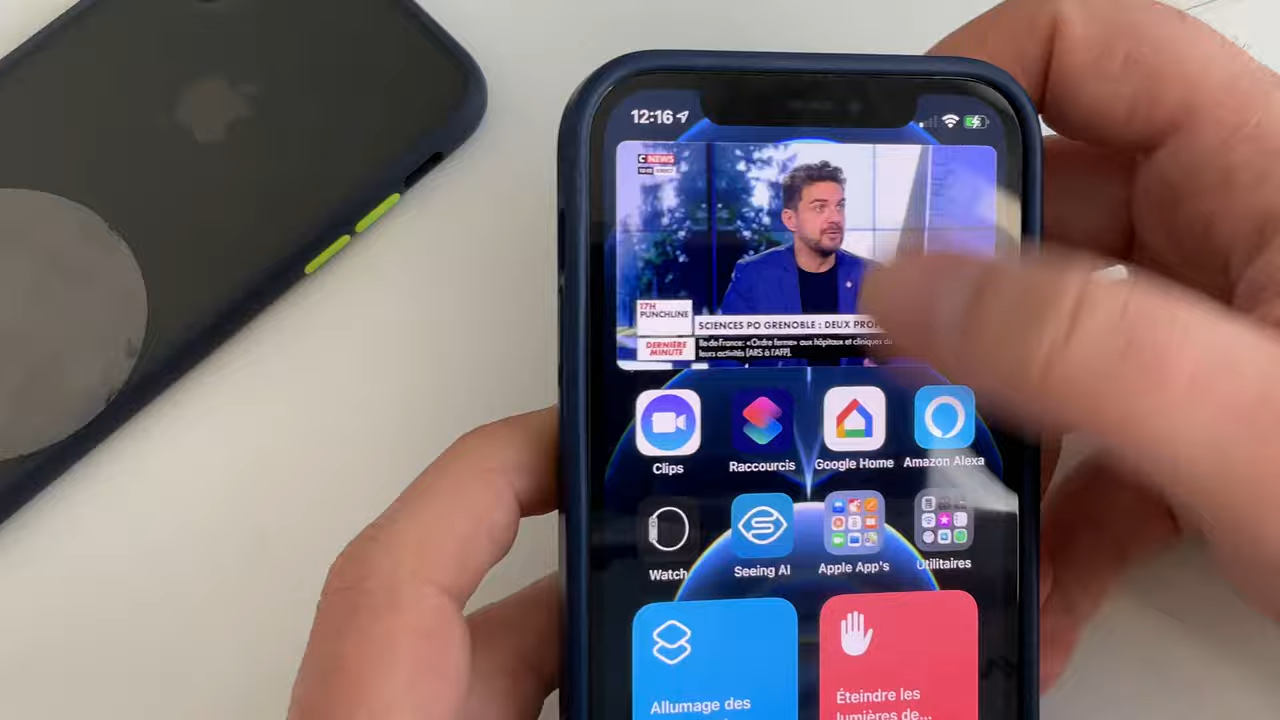 12:16
CNEWS
DIRECT
17H
PUNCHLINE
SCIENCES PO GRENOBLE : DEUX PROF
DERNIÈRE
MINUTE
Ile-de-France: «Ordre ferme» aux hôpitaux et cliniques
leurs activités (ARS à l'AFP).
Clips
Raccourcis
Google Home
Amazon Alexa
Watch
Seeing AI
Apple App's
Utilitaires
Allumage des
Éteindre les
lumières de...